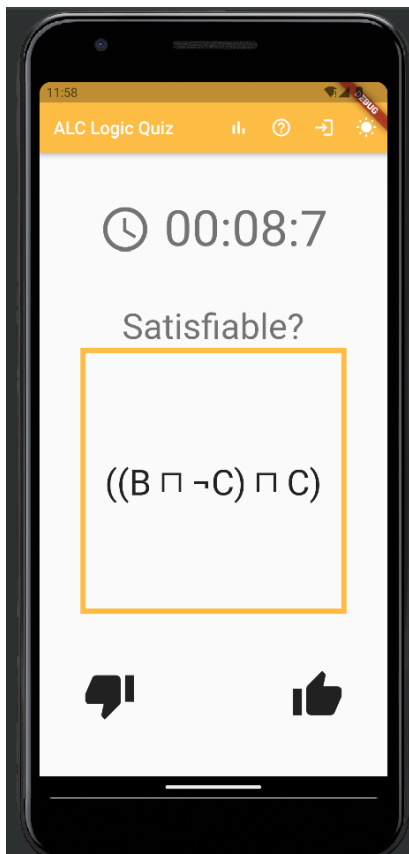 11:58
DEBUG
ALC Logic Quiz
00:08:7
Satisfiable?
((B ⊓ ¬C) ⊓ C)